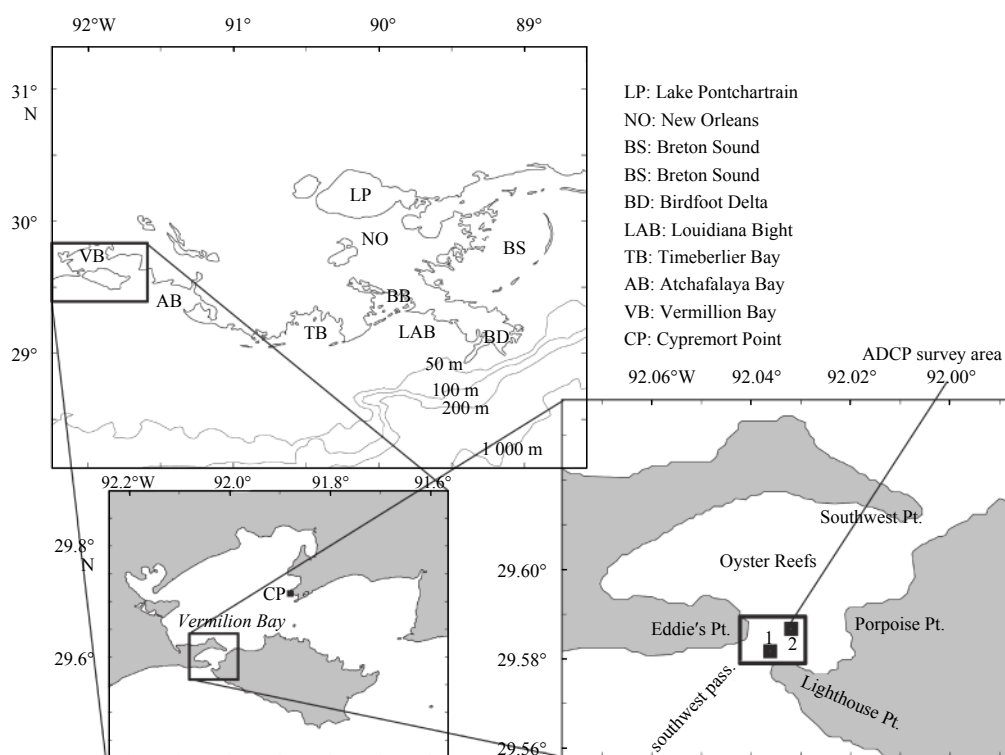 92°W 91° 90° 89°
31°
N
30°
29°
LP
NO
BS
VB
AB
BB
TB
LAB
BD
50 m
100 m
200 m
1 000 m
LP: Lake Pontchartrain
NO: New Orleans
BS: Breton Sound
BS: Breton Sound
BD: Birdfoot Delta
LAB: Louidiana Bight
TB: Timeberlier Bay
AB: Atchafalaya Bay
VB: Vermillion Bay
CP: Cypremort Point
ADCP survey area
92.2°W 92.0° 91.8° 91.6°
29.8°
N
29.6°
CP
Vermilion Bay
92.06°W 92.04° 92.02° 92.00°
29.60°
29.58°
29.56°
Southwest Pt.
Oyster Reefs
Eddie's Pt.
1
2
Porpoise Pt.
Lighthouse Pt.
southwest pass.